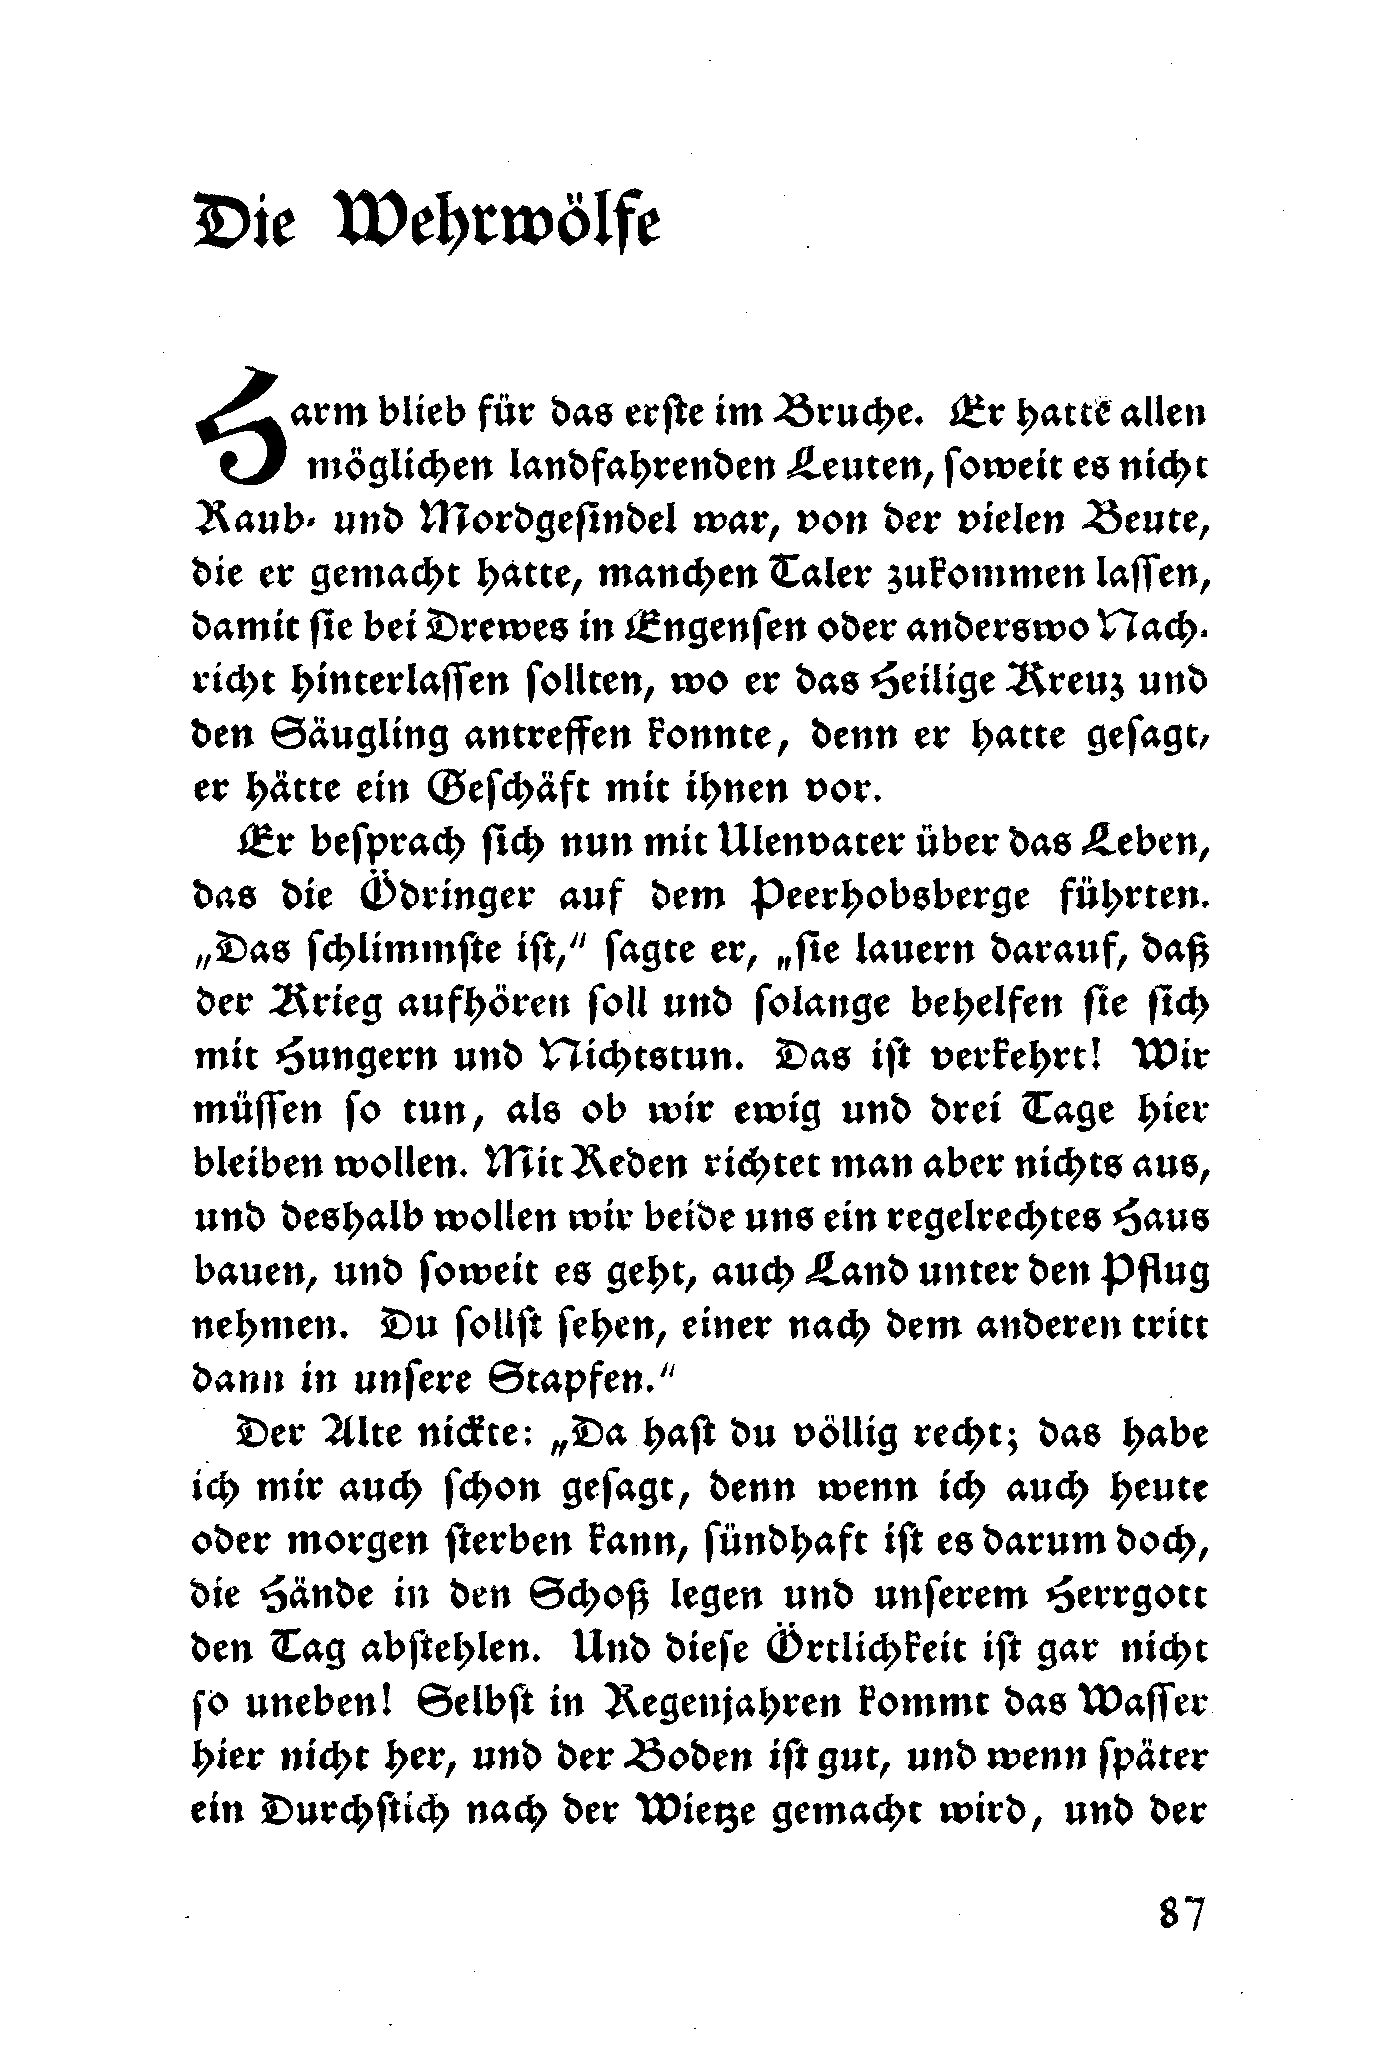 Die Wehrwölfe
Harm blieb für das erste im Bruche. Er hatte allen
möglichen landfahrenden Leuten, soweit es nicht
Raub- und Mordgesindel war, von der vielen Beute,
die er gemacht hatte, manchen Taler zukommen lassen,
damit sie bei Drewes in Engensen oder anderswo Nach-
richt hinterlassen sollten, wo er das Heilige Kreuz und
den Säugling antreffen konnte, denn er hatte gesagt,
er hätte ein Geschäft mit ihnen vor.
Er besprach sich nun mit Ulenvater über das Leben,
das die Ödringer auf dem Peerhobsberge führten.
„Das schlimmste ist,“ sagte er, „sie lauern darauf, daß
der Krieg aufhören soll und solange behelfen sie sich
mit Hungern und Nichtstun. Das ist verkehrt! Wir
müssen so tun, als ob wir ewig und drei Tage hier
bleiben wollen. Mit Reden richtet man aber nichts aus,
und deshalb wollen wir beide uns ein regelrechtes Haus
bauen, und soweit es geht, auch Land unter den Pflug
nehmen. Du sollst sehen, einer nach dem anderen tritt
dann in unsere Stapfen.“
Der Alte nickte: „Da hast du völlig recht; das habe
ich mir auch schon gesagt, denn wenn ich auch heute
oder morgen sterben kann, sündhaft ist es darum doch,
die Hände in den Schoß legen und unserem Herrgott
den Tag abstehlen. Und diese Örtlichkeit ist gar nicht
so uneben! Selbst in Regenjahren kommt das Wasser
hier nicht her, und der Boden ist gut, und wenn später
ein Durchstich nach der Wietze gemacht wird, und der
87